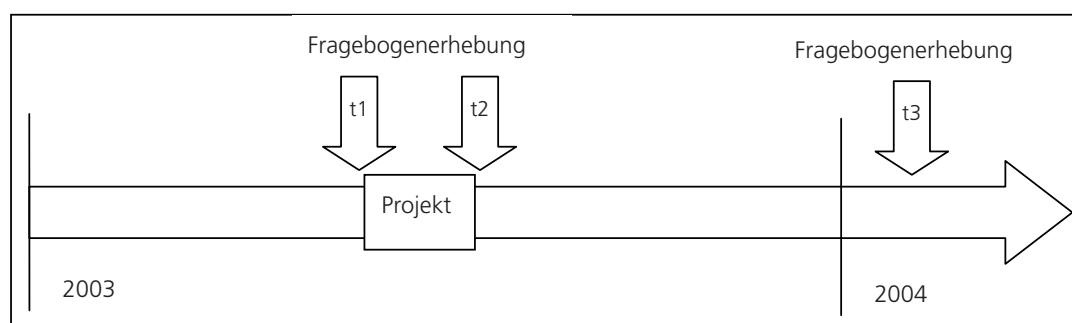 Fragebogenerhebung
Fragebogenerhebung
t1
t2
t3
Projekt
2003
2004